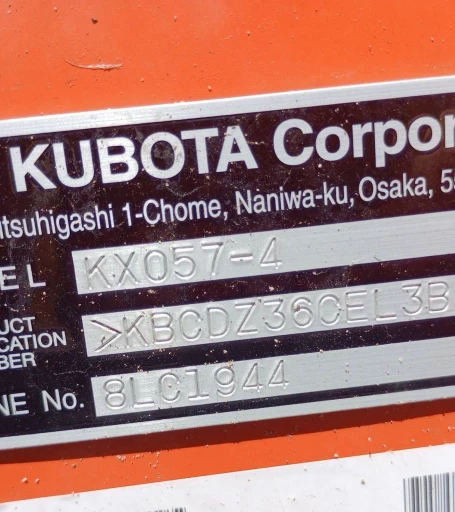 KUBOTA Corpor
tsuhigashi 1-Chome, Naniwa-ku, Osaka, 5
EL KX057-4
UCT
CATION >KBCDZ36CEL3B
BER
NE No. 8LC1944